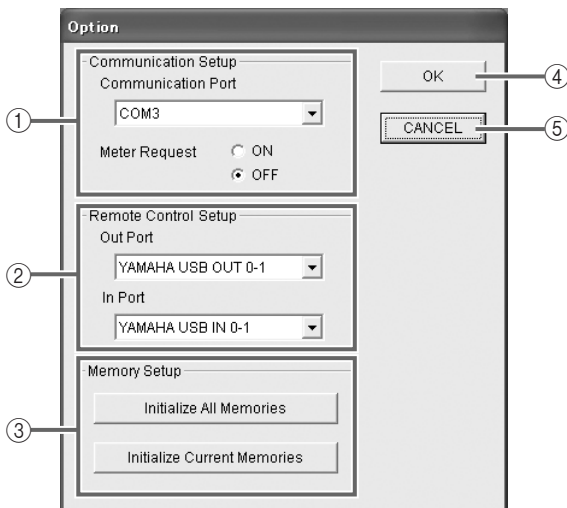 Option
Communication Setup
Communication Port
COM3
Meter Request
ON
OFF
Remote Control Setup
Out Port
YAMAHA USB OUT 0-1
In Port
YAMAHA USB IN 0-1
Memory Setup
Initialize All Memories
Initialize Current Memories
OK
CANCEL
①
②
③
④
⑤